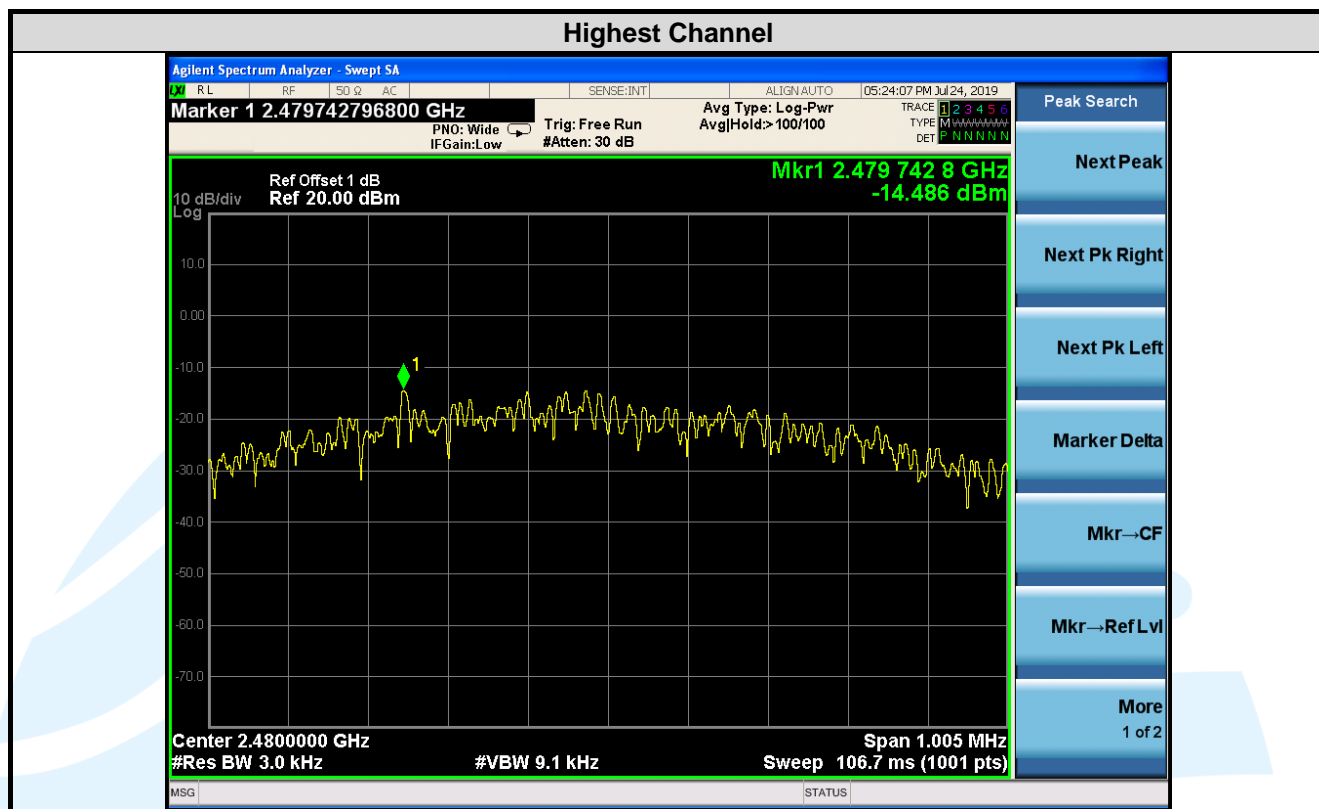 Highest Channel
Agilent Spectrum Analyzer - Swept SA
LXI RL RF 50 Ω AC SENSE:INT ALIGN AUTO 05:24:07 PM Jul 24, 2019
Marker 1 2.479742796800 GHz
PNO: Wide
IFGain:Low
Trig: Free Run
#Atten: 30 dB
Avg Type: Log-Pwr
Avg|Hold:> 100/100
TRACE 1 2 3 4 5 6
TYPE MWWWWW
DET P N N N N N
Mkr1 2.479 742 8 GHz
-14.486 dBm
Ref Offset 1 dB
10 dB/div Ref 20.00 dBm
Log
10.0
0.00
-10.0
-20.0
-30.0
-40.0
-50.0
-60.0
-70.0
1
Center 2.4800000 GHz Span 1.005 MHz
#Res BW 3.0 kHz #VBW 9.1 kHz Sweep 106.7 ms (1001 pts)
MSG STATUS
Peak Search
Next Peak
Next Pk Right
Next Pk Left
Marker Delta
Mkr→CF
Mkr→Ref Lvl
More
1 of 2